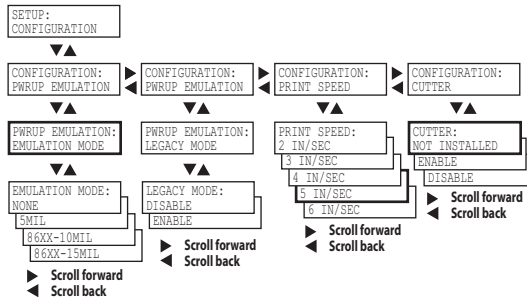 SETUP:
CONFIGURATION
CONFIGURATION:
PWRUP EMULATION
CONFIGURATION:
PWRUP EMULATION
CONFIGURATION:
PRINT SPEED
CONFIGURATION:
CUTTER
PWRUP EMULATION:
EMULATION MODE
PWRUP EMULATION:
LEGACY MODE
PRINT SPEED:
2 IN/SEC
3 IN/SEC
4 IN/SEC
5 IN/SEC
6 IN/SEC
CUTTER:
NOT INSTALLED
ENABLE
DISABLE
EMULATION MODE:
NONE
5MIL
86XX-10MIL
86XX-15MIL
LEGACY MODE:
DISABLE
ENABLE
Scroll forward
Scroll back
Scroll forward
Scroll back
Scroll forward
Scroll back
Scroll forward
Scroll back